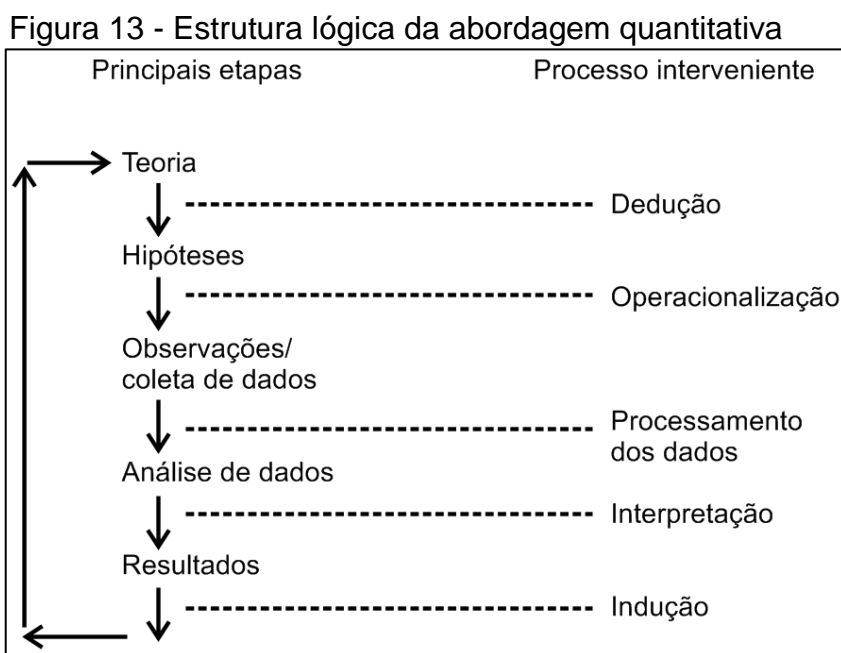 Figura 13 - Estrutura lógica da abordagem quantitativa
Principais etapas Processo interveniente
Teoria
Dedução
Hipóteses
Operacionalização
Observações/
coleta de dados
Processamento
dos dados
Análise de dados
Interpretação
Resultados
Indução